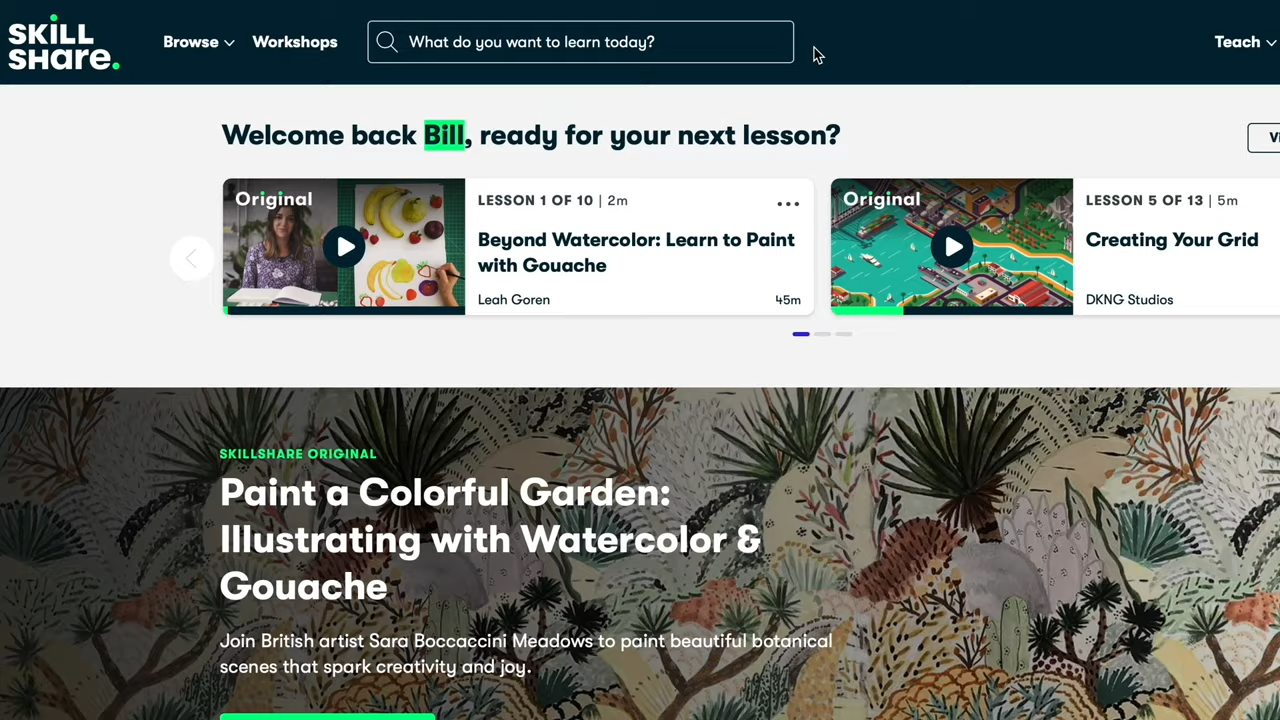 SKILL
SHare.
Browse
Workshops
What do you want to learn today?
Teach
Welcome back Bill, ready for your next lesson?
Original
LESSON 1 OF 10 | 2m
Beyond Watercolor: Learn to Paint
with Gouache
Leah Goren
45m
Original
LESSON 5 OF 13 | 5m
Creating Your Grid
DKNG Studios
SKILLSHARE ORIGINAL
Paint a Colorful Garden:
Illustrating with Watercolor &
Gouache
Join British artist Sara Boccaccini Meadows to paint beautiful botanical
scenes that spark creativity and joy.